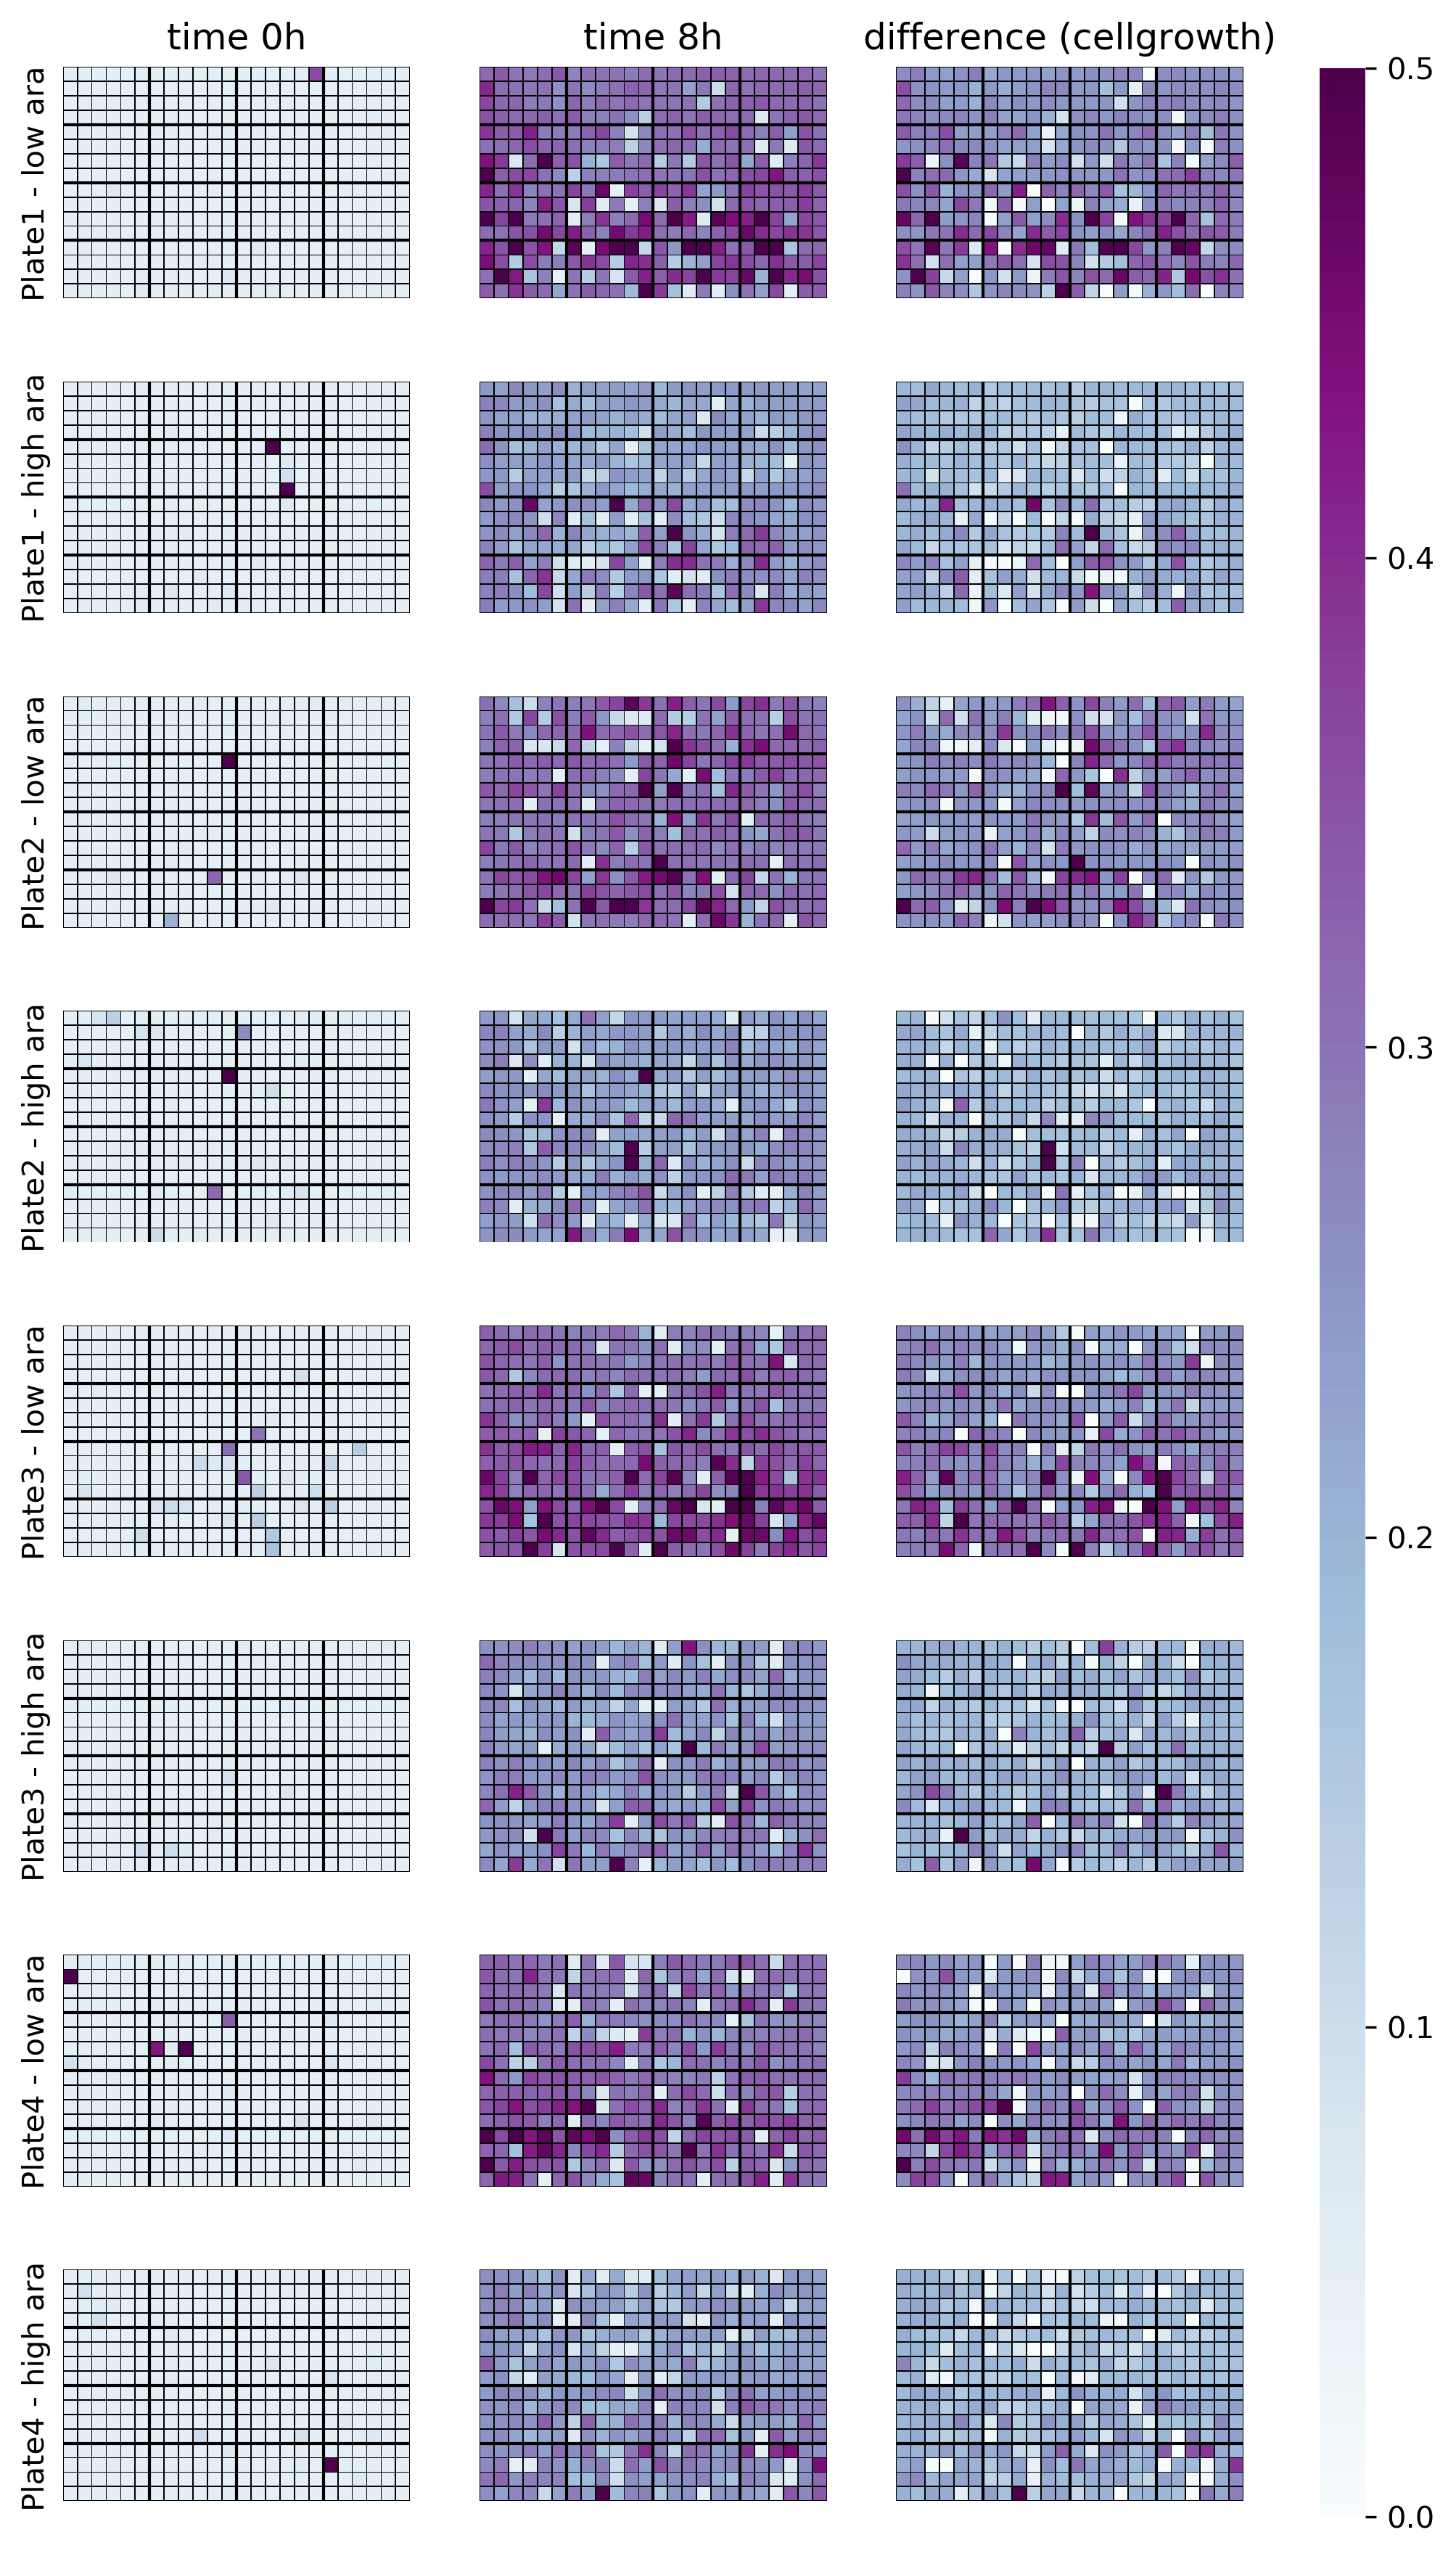 time 0h
time 8h
difference (cellgrowth)
Plate1 - low ara
Plate1 - high ara
Plate2 - low ara
Plate2 - high ara
Plate3 - low ara
Plate3 - high ara
Plate4 - low ara
Plate4 - high ara
0.5
0.4
0.3
0.2
0.1
0.0